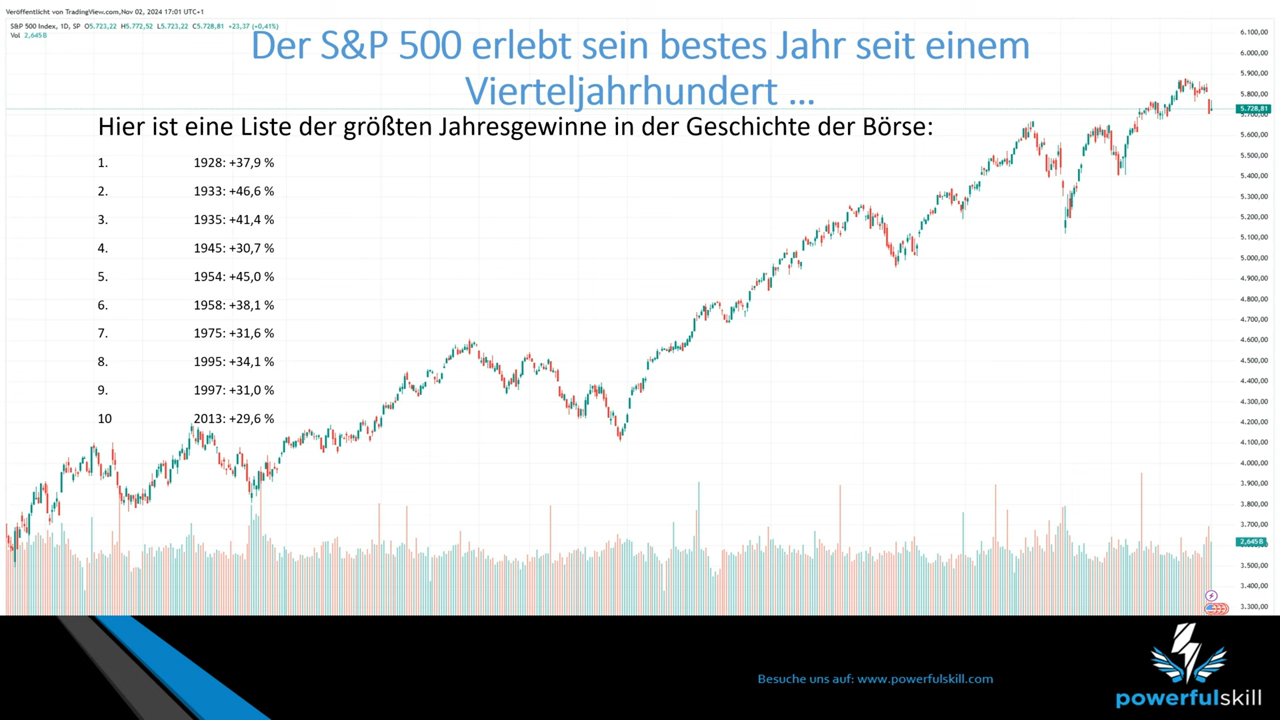 Veröffentlicht von TradingView.com,Nov 02, 2024 17:01 UTC+1
S&P 500 Index, 1D, SP O5.723,22 H5.772,52 L5.723,22 C5.728,81 +23,37 (+0,41%)
Vol 2,645B
Der S&P 500 erlebt sein bestes Jahr seit einem
Vierteljahrhundert ...
Hier ist eine Liste der größten Jahresgewinne in der Geschichte der Börse:
1. 1928: +37,9 %
2. 1933: +46,6 %
3. 1935: +41,4 %
4. 1945: +30,7 %
5. 1954: +45,0 %
6. 1958: +38,1 %
7. 1975: +31,6 %
8. 1995: +34,1 %
9. 1997: +31,0 %
10 2013: +29,6 %
6.100,00
6.000,00
5.900,00
5.800,00
5.728,81
5.700,00
5.600,00
5.500,00
5.400,00
5.300,00
5.200,00
5.100,00
5.000,00
4.900,00
4.800,00
4.700,00
4.600,00
4.500,00
4.400,00
4.300,00
4.200,00
4.100,00
4.000,00
3.900,00
3.800,00
3.700,00
2,645B
3.500,00
3.400,00
3.300,00
Besuche uns auf: www.powerfulskill.com
powerfulskill